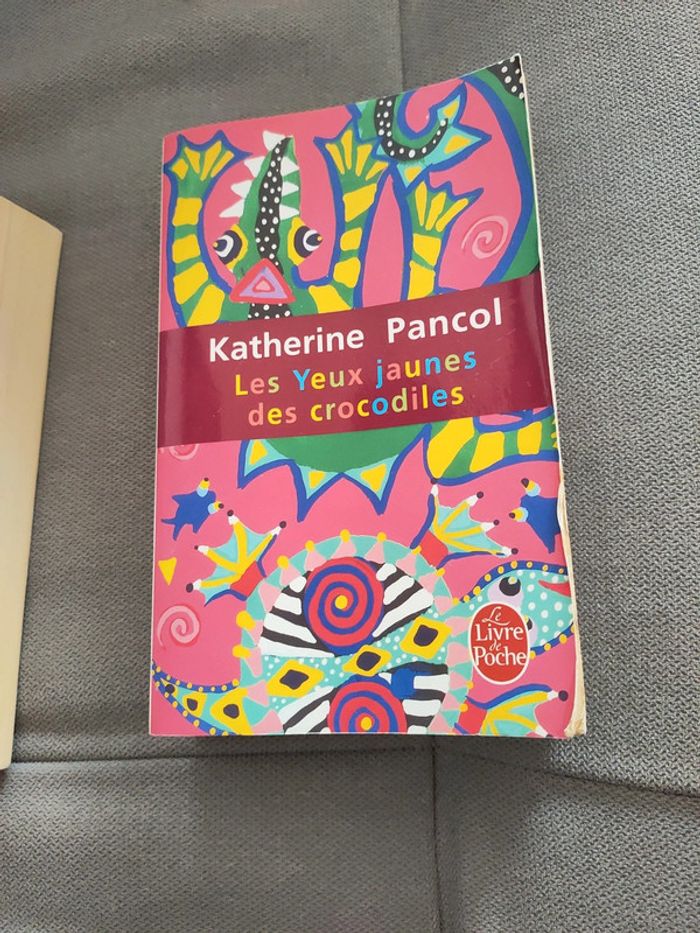 Katherine Pancol
Les Yeux jaunes
des crocodiles
Le
Livre
de
Poche